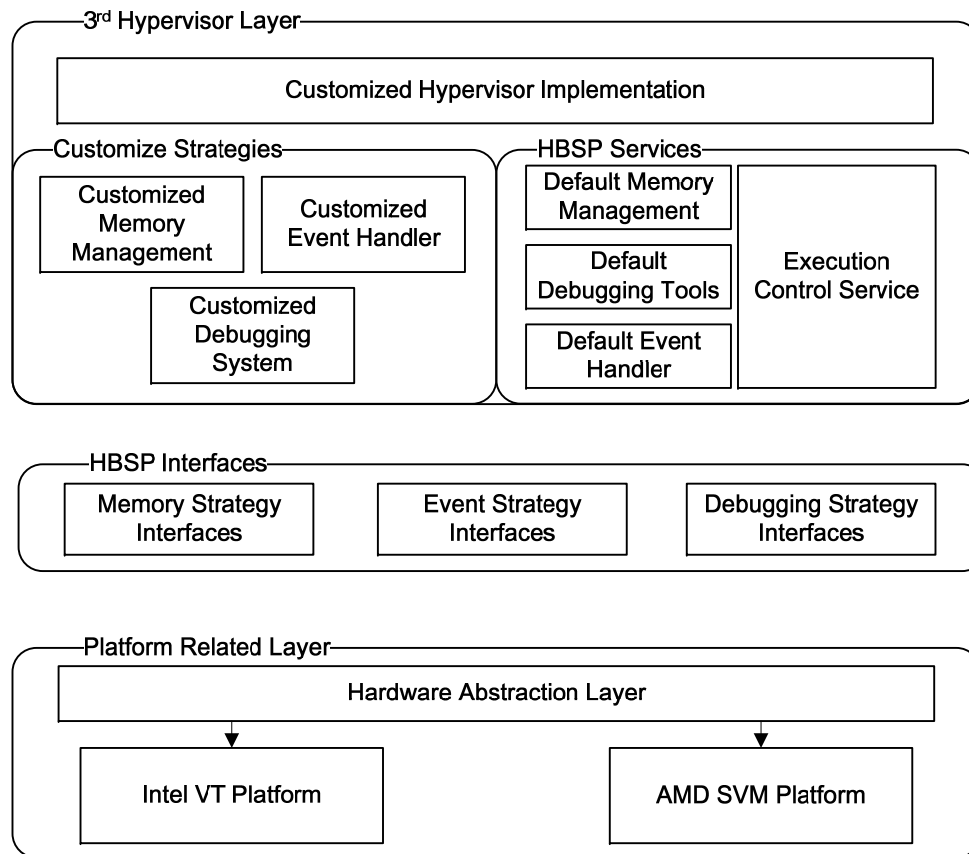 3rd Hypervisor Layer
Customized Hypervisor Implementation
Customize Strategies
Customized
Memory
Management
Customized
Event Handler
Customized
Debugging
System
HBSP Services
Default Memory
Management
Default
Debugging Tools
Default Event
Handler
Execution
Control Service
HBSP Interfaces
Memory Strategy
Interfaces
Event Strategy
Interfaces
Debugging Strategy
Interfaces
Platform Related Layer
Hardware Abstraction Layer
Intel VT Platform
AMD SVM Platform